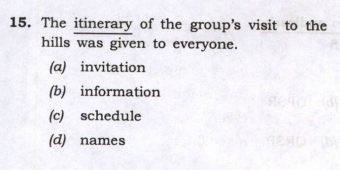 15. The itinerary of the group's visit to the
hills was given to everyone.
(a) invitation
(b) information
(c) schedule
(d) names